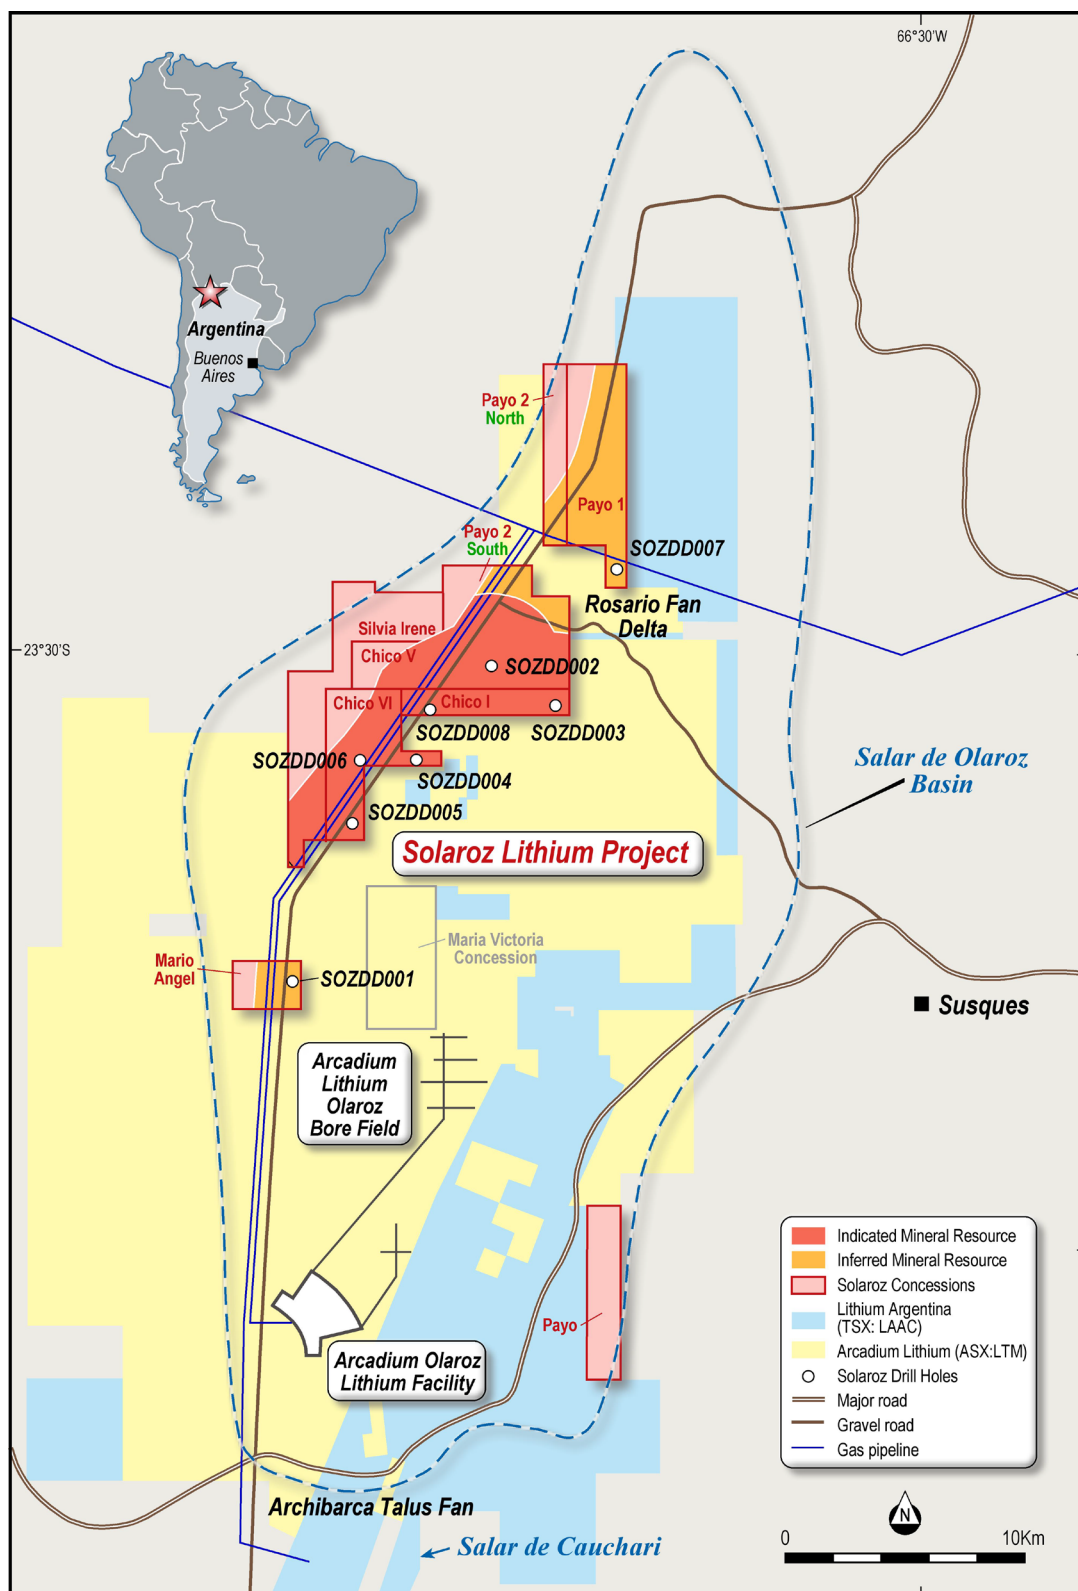 66°30'W
Argentina
Buenos
Aires
Payo 2
North
Payo 1
Payo 2
South
SOZDD007
Rosario Fan
Delta
Silvia Irene
23°30'S
Chico V
SOZDD002
Chico VI
Chico I
SOZDD008
SOZDD003
SOZDD006
SOZDD004
Salar de Olaroz
Basin
SOZDD005
Solaroz Lithium Project
Maria Victoria
Concession
Mario
Angel
SOZDD001
Susques
Arcadium
Lithium
Olaroz
Bore Field
Payo
Arcadium Olaroz
Lithium Facility
Indicated Mineral Resource
Inferred Mineral Resource
Solaroz Concessions
Lithium Argentina
(TSX: LAAC)
Arcadium Lithium (ASX:LTM)
Solaroz Drill Holes
Major road
Gravel road
Gas pipeline
Archibarca Talus Fan
Salar de Cauchari
N
0
10Km